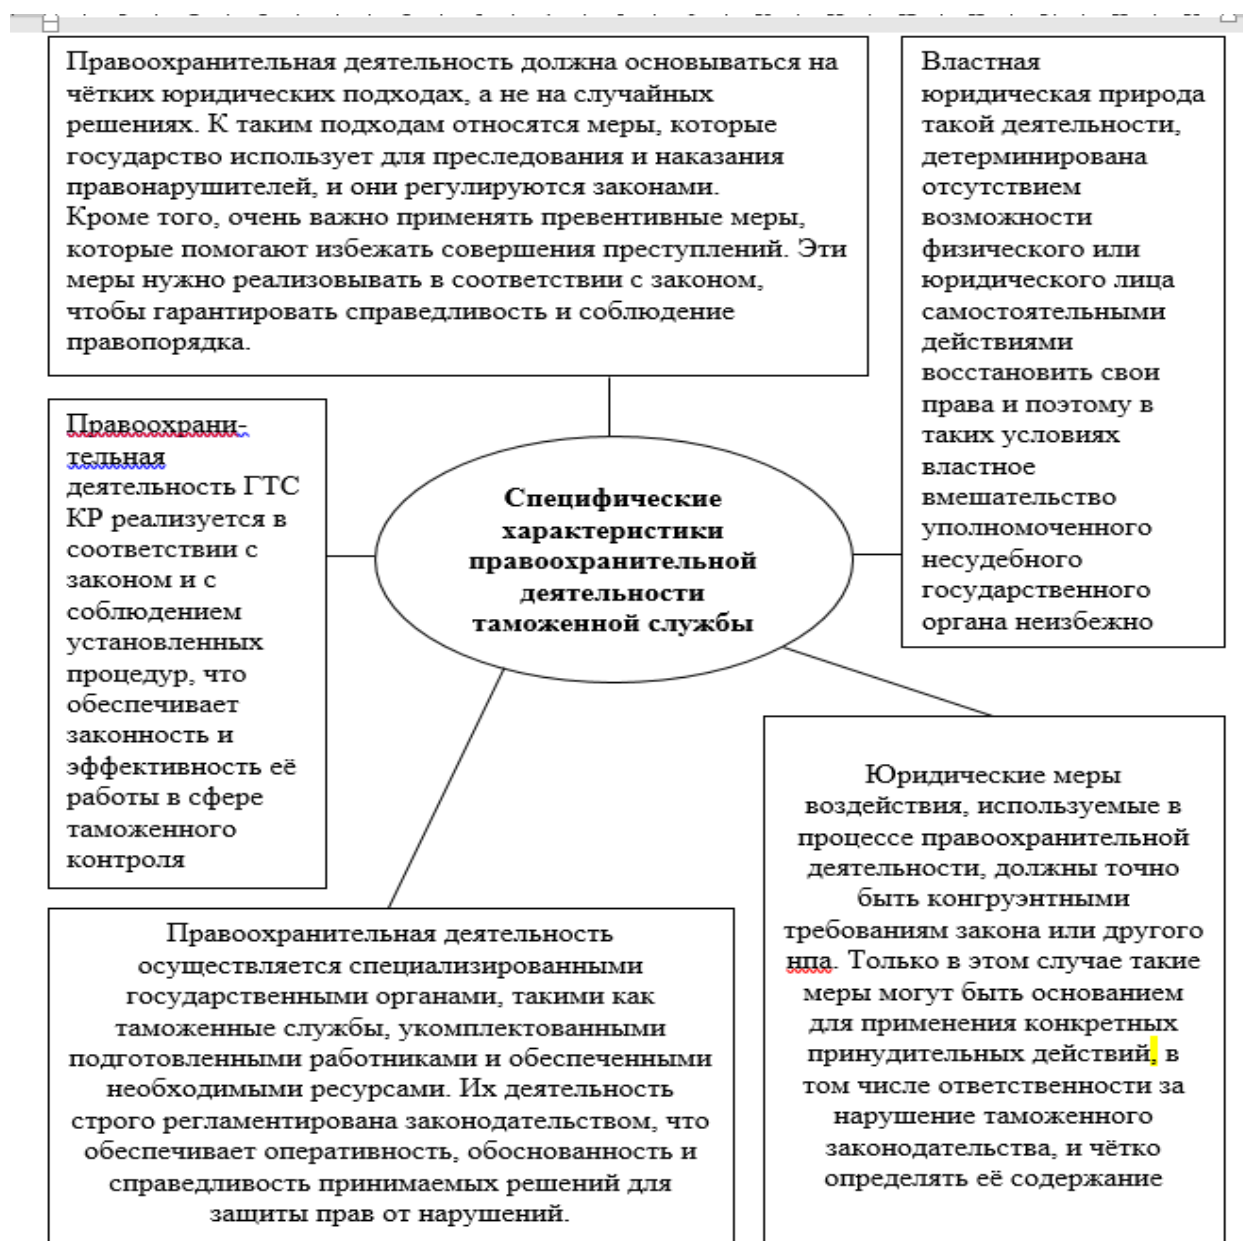 Правоохранительная деятельность должна основываться на
чётких юридических подходах, а не на случайных
решениях. К таким подходам относятся меры, которые
государство использует для преследования и наказания
правонарушителей, и они регулируются законами.
Кроме того, очень важно применять превентивные меры,
которые помогают избежать совершения преступлений. Эти
меры нужно реализовывать в соответствии с законом,
чтобы гарантировать справедливость и соблюдение
правопорядка.
Властная
юридическая природа
такой деятельности,
детерминирована
отсутствием
возможности
физического или
юридического лица
самостоятельными
действиями
восстановить свои
права и поэтому в
таких условиях
властное
вмешательство
уполномоченного
несудебного
государственного
органа неизбежно
Правоохрани-
тельная
деятельность ГТС
КР реализуется в
соответствии с
законом и с
соблюдением
установленных
процедур, что
обеспечивает
законность и
эффективность её
работы в сфере
таможенного
контроля
Специфические
характеристики
правоохранительной
деятельности
таможенной службы
Юридические меры
воздействия, используемые в
процессе правоохранительной
деятельности, должны точно
быть конгруэнтными
требованиям закона или другого
нпа. Только в этом случае такие
меры могут быть основанием
для применения конкретных
принудительных действий, в
том числе ответственности за
нарушение таможенного
законодательства, и чётко
определять её содержание
Правоохранительная деятельность
осуществляется специализированными
государственными органами, такими как
таможенные службы, укомплектованными
подготовленными работниками и обеспеченными
необходимыми ресурсами. Их деятельность
строго регламентирована законодательством, что
обеспечивает оперативность, обоснованность и
справедливость принимаемых решений для
защиты прав от нарушений.